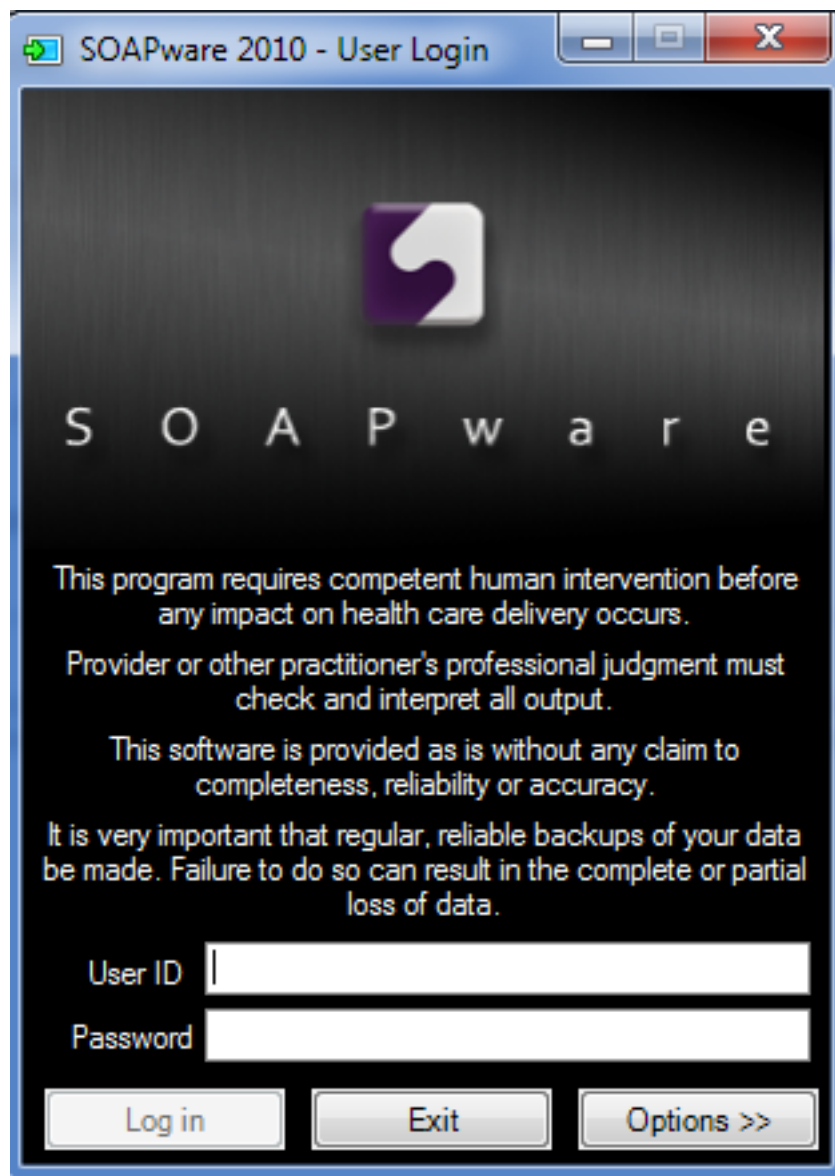 SOAPware 2010 - User Login
SOAPware
This program requires competent human intervention before
any impact on health care delivery occurs.
Provider or other practitioner's professional judgment must
check and interpret all output.
This software is provided as is without any claim to
completeness, reliability or accuracy.
It is very important that regular, reliable backups of your data
be made. Failure to do so can result in the complete or partial
loss of data.
User ID
Password
Log in Exit Options >>